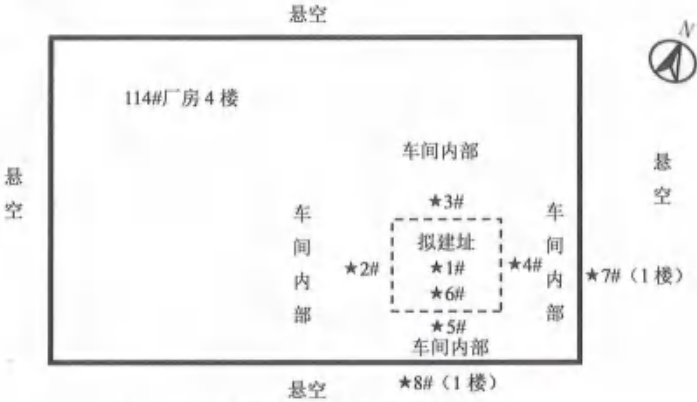 悬空
N
114#厂房4楼
车间内部
悬空
悬空
★3#
车间内部
车间内部
拟建址
★2#
★1#
★4#
★7#（1楼）
★6#
★5#
车间内部
悬空
★8#（1楼）